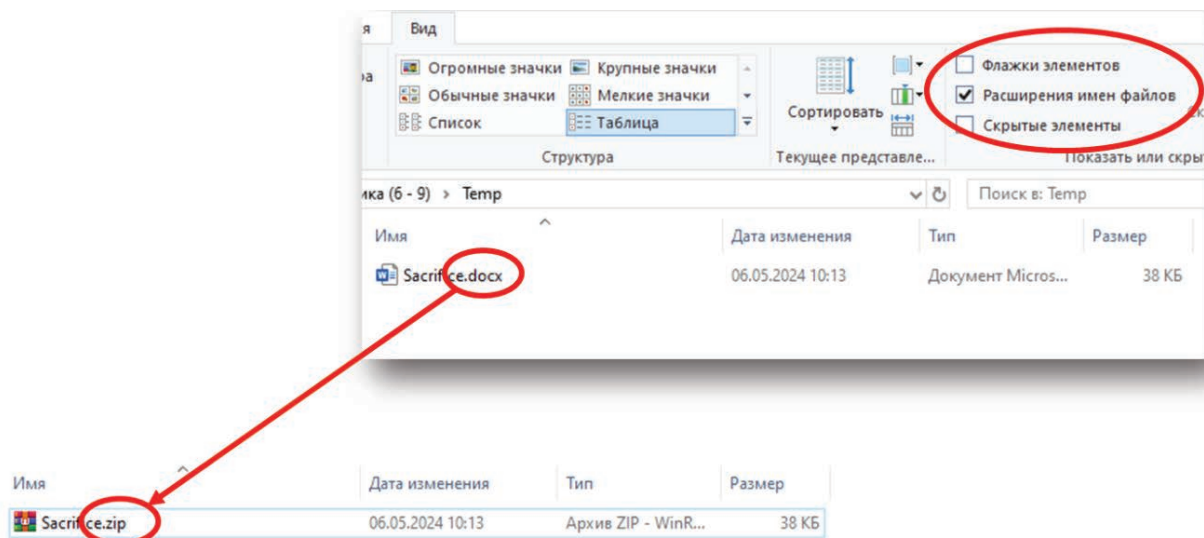 я Вид
ра Огромные значки Крупные значки
Обычные значки Мелкие значки
Список Таблица
Сортировать
Флажки элементов
Расширения имен файлов
Скрытые элементы
Структура Текущее представле... Показать или скры
ика (6 - 9) > Temp Поиск в: Temp
Имя Дата изменения Тип Размер
Sacrifice.docx 06.05.2024 10:13 Документ Micros... 38 КБ
Имя Дата изменения Тип Размер
Sacrifice.zip 06.05.2024 10:13 Архив ZIP - WinR... 38 КБ